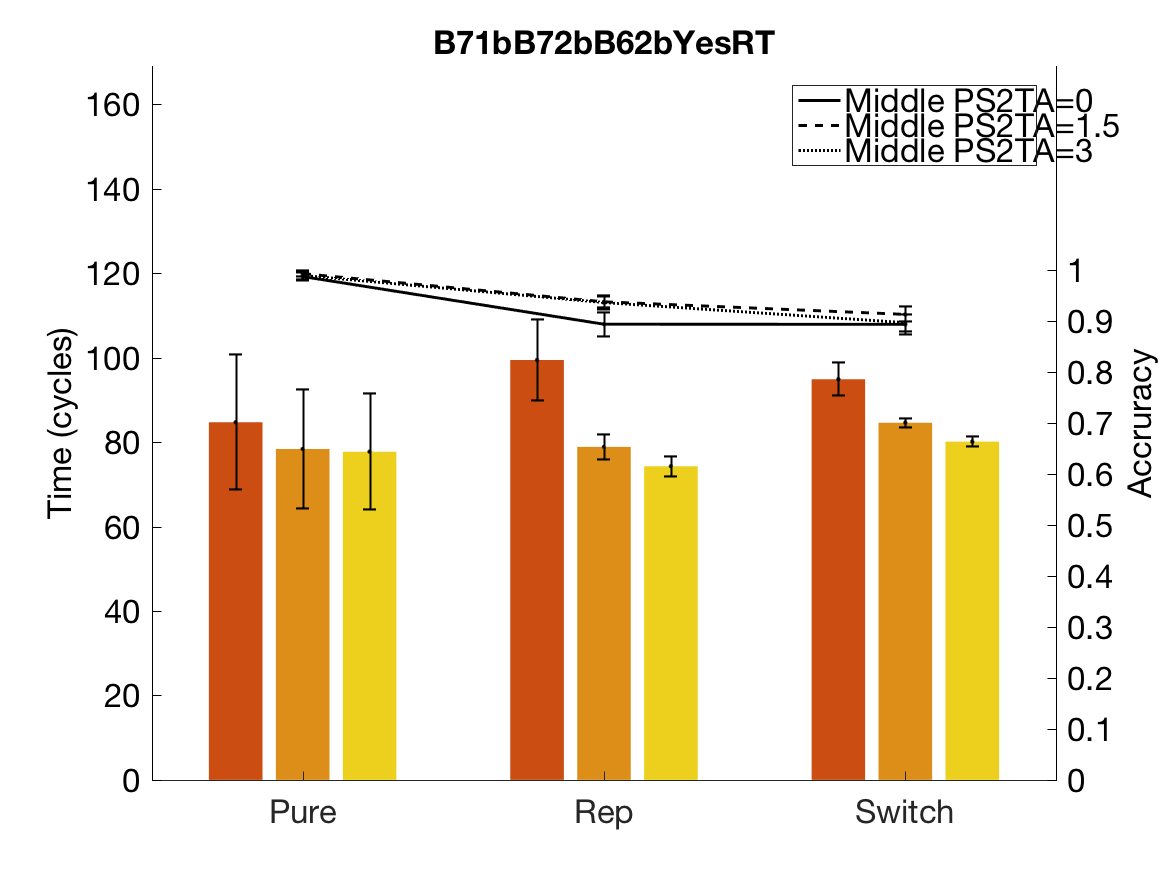 B71bB72bB62bYesRT
Middle PS2TA=0
Middle PS2TA=1.5
Middle PS2TA=3
Time (cycles)
160
140
120
100
80
60
40
20
0
1
0.9
0.8
0.7
0.6
0.5
0.4
0.3
0.2
0.1
0
Accruracy
Pure
Rep
Switch